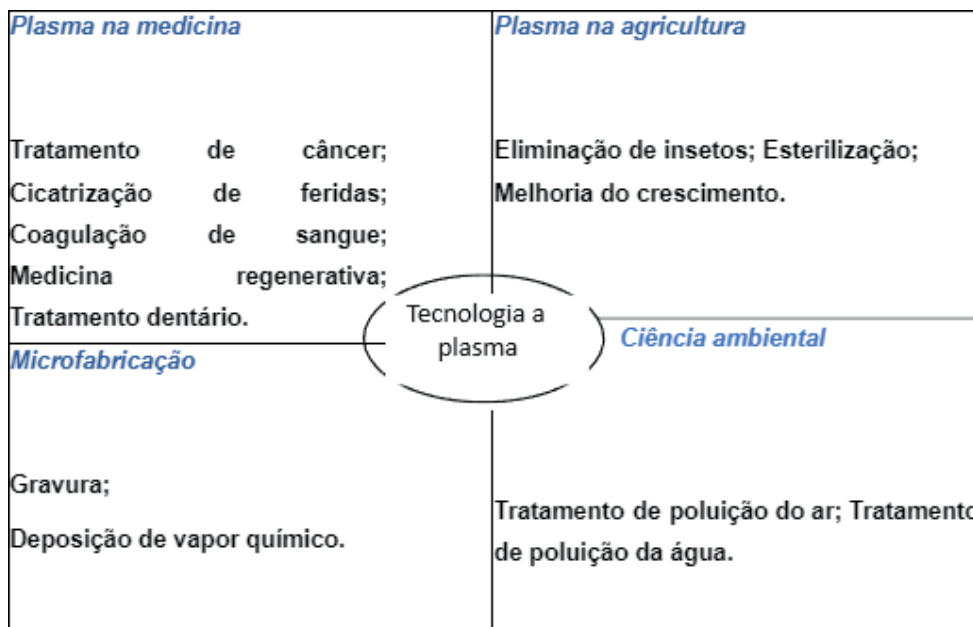 Plasma na medicina
Tratamento de câncer;
Cicatrização de feridas;
Coagulação de sangue;
Medicina regenerativa;
Tratamento dentário.
Plasma na agricultura
Eliminação de insetos; Esterilização;
Melhoria do crescimento.
Tecnologia a
plasma
Microfabricação
Gravura;
Deposição de vapor químico.
Ciência ambiental
Tratamento de poluição do ar; Tratamento
de poluição da água.